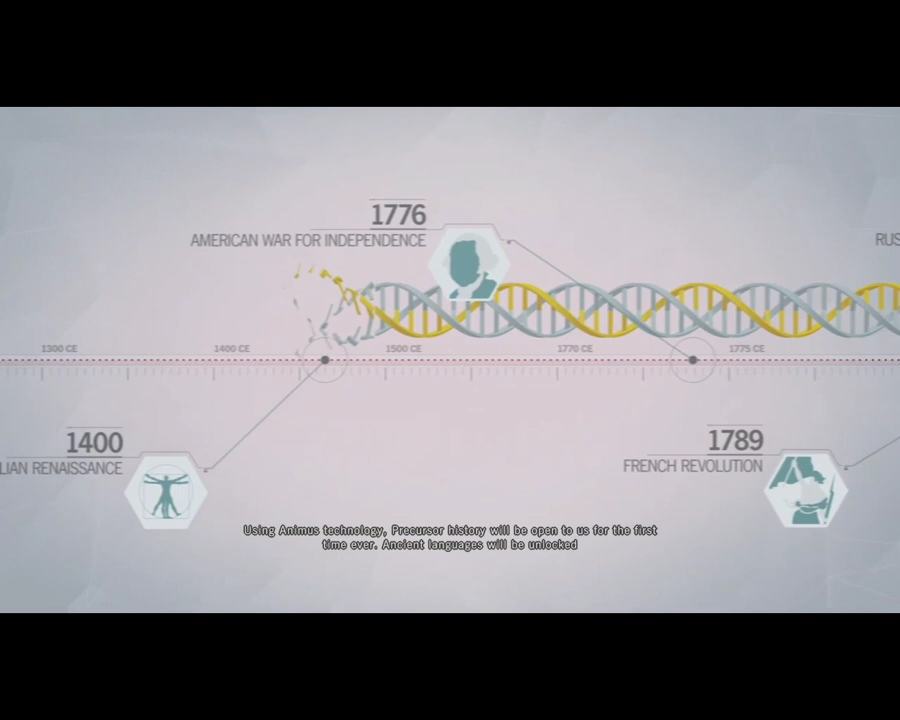 1776
AMERICAN WAR FOR INDEPENDENCE
RUS
1300 CE
1400 CE
1500 CE
1770 CE
1775 CE
1400
LIAN RENAISSANCE
1789
FRENCH REVOLUTION
Using Animus technology, Precursor history will be open to us for the first
time ever. Ancient languages will be unlocked